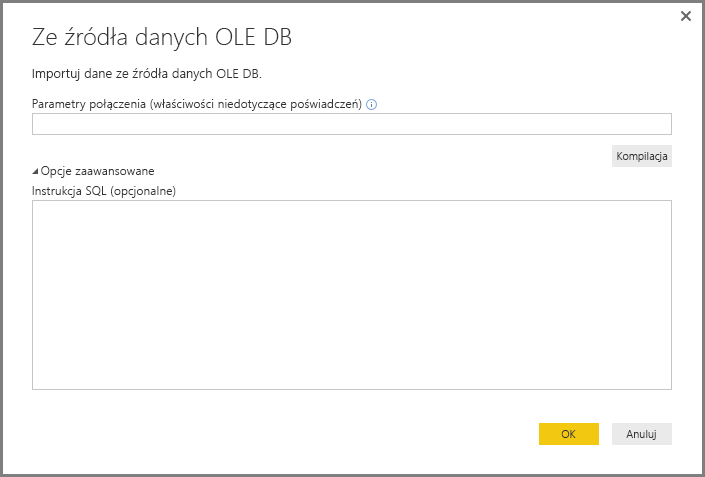 Ze źródła danych OLE DB
Importuj dane ze źródła danych OLE DB.
Parametry połączenia (właściwości niedotyczące poświadczeń)
Kompilacja
Opcje zaawansowane
Instrukcja SQL (opcjonalne)
OK
Anuluj